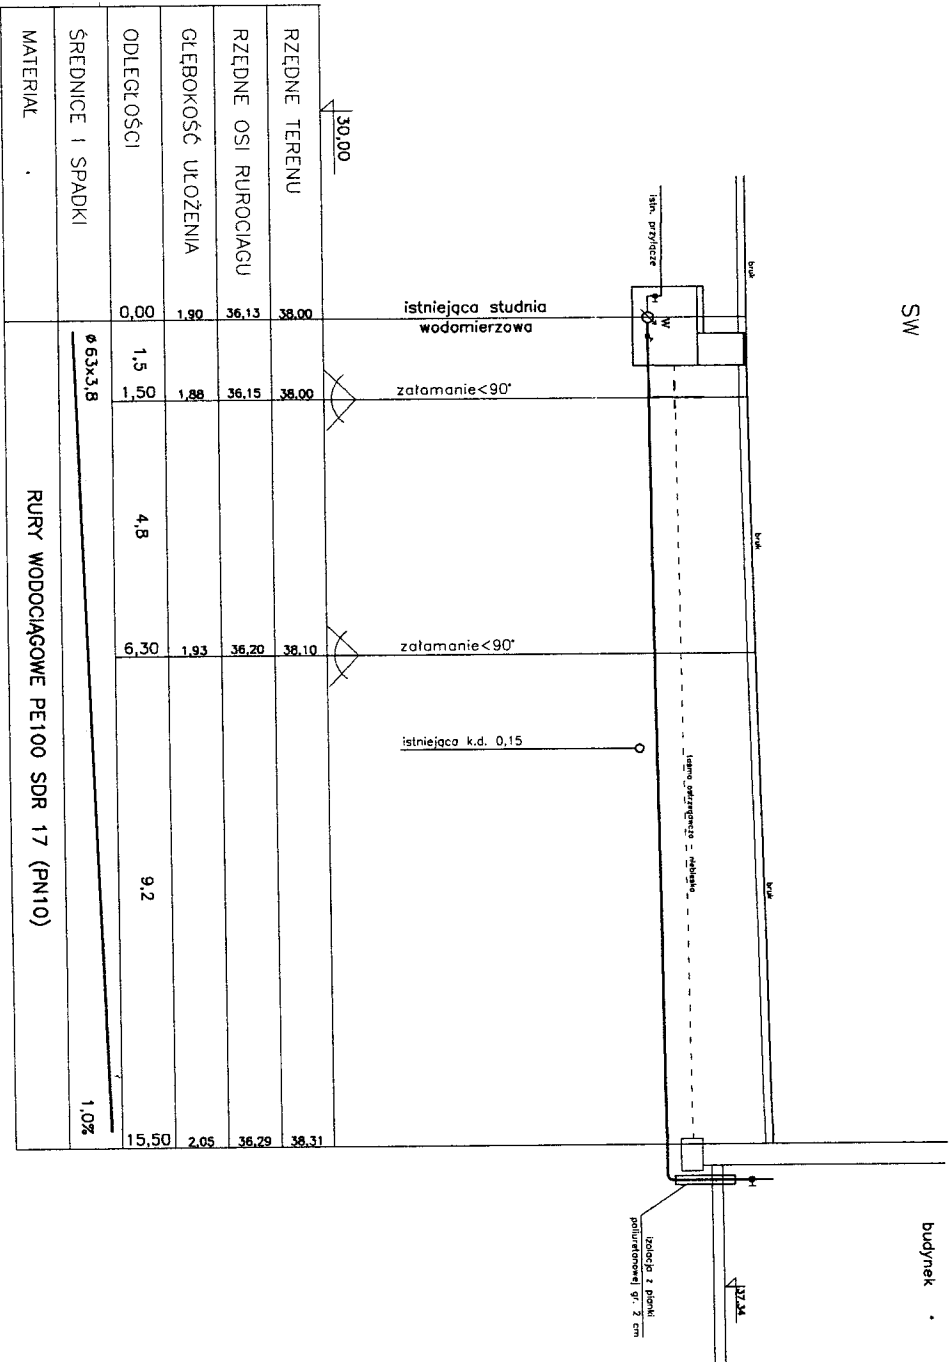 SW
budynek .
bruk
istn. przyłącze
W
bruk
bruk
taśma ostrzegawcza - niebieska
37,34
izolacja z pianki
poliuretanowej gr. 2 cm
istniejąca studnia
wodomierzowa
załamanie<90°
załamanie<90°
istniejąca k.d. 0,15
30,00
RZĘDNE TERENU 38,00 38,00 38,10 38,31
RZĘDNE OSI RUROCIAGU 36,13 36,15 36,20 36,29
GŁĘBOKOŚĆ UŁOŻENIA 1,90 1,88 1,93 2,05
ODLEGŁOŚCI 0,00 1,5 1,50 4,8 6,30 9,2 15,50
ŚREDNICE I SPADKI ø63x3,8 1,0%
MATERIAŁ . RURY WODOCIĄGOWE PE100 SDR 17 (PN10)